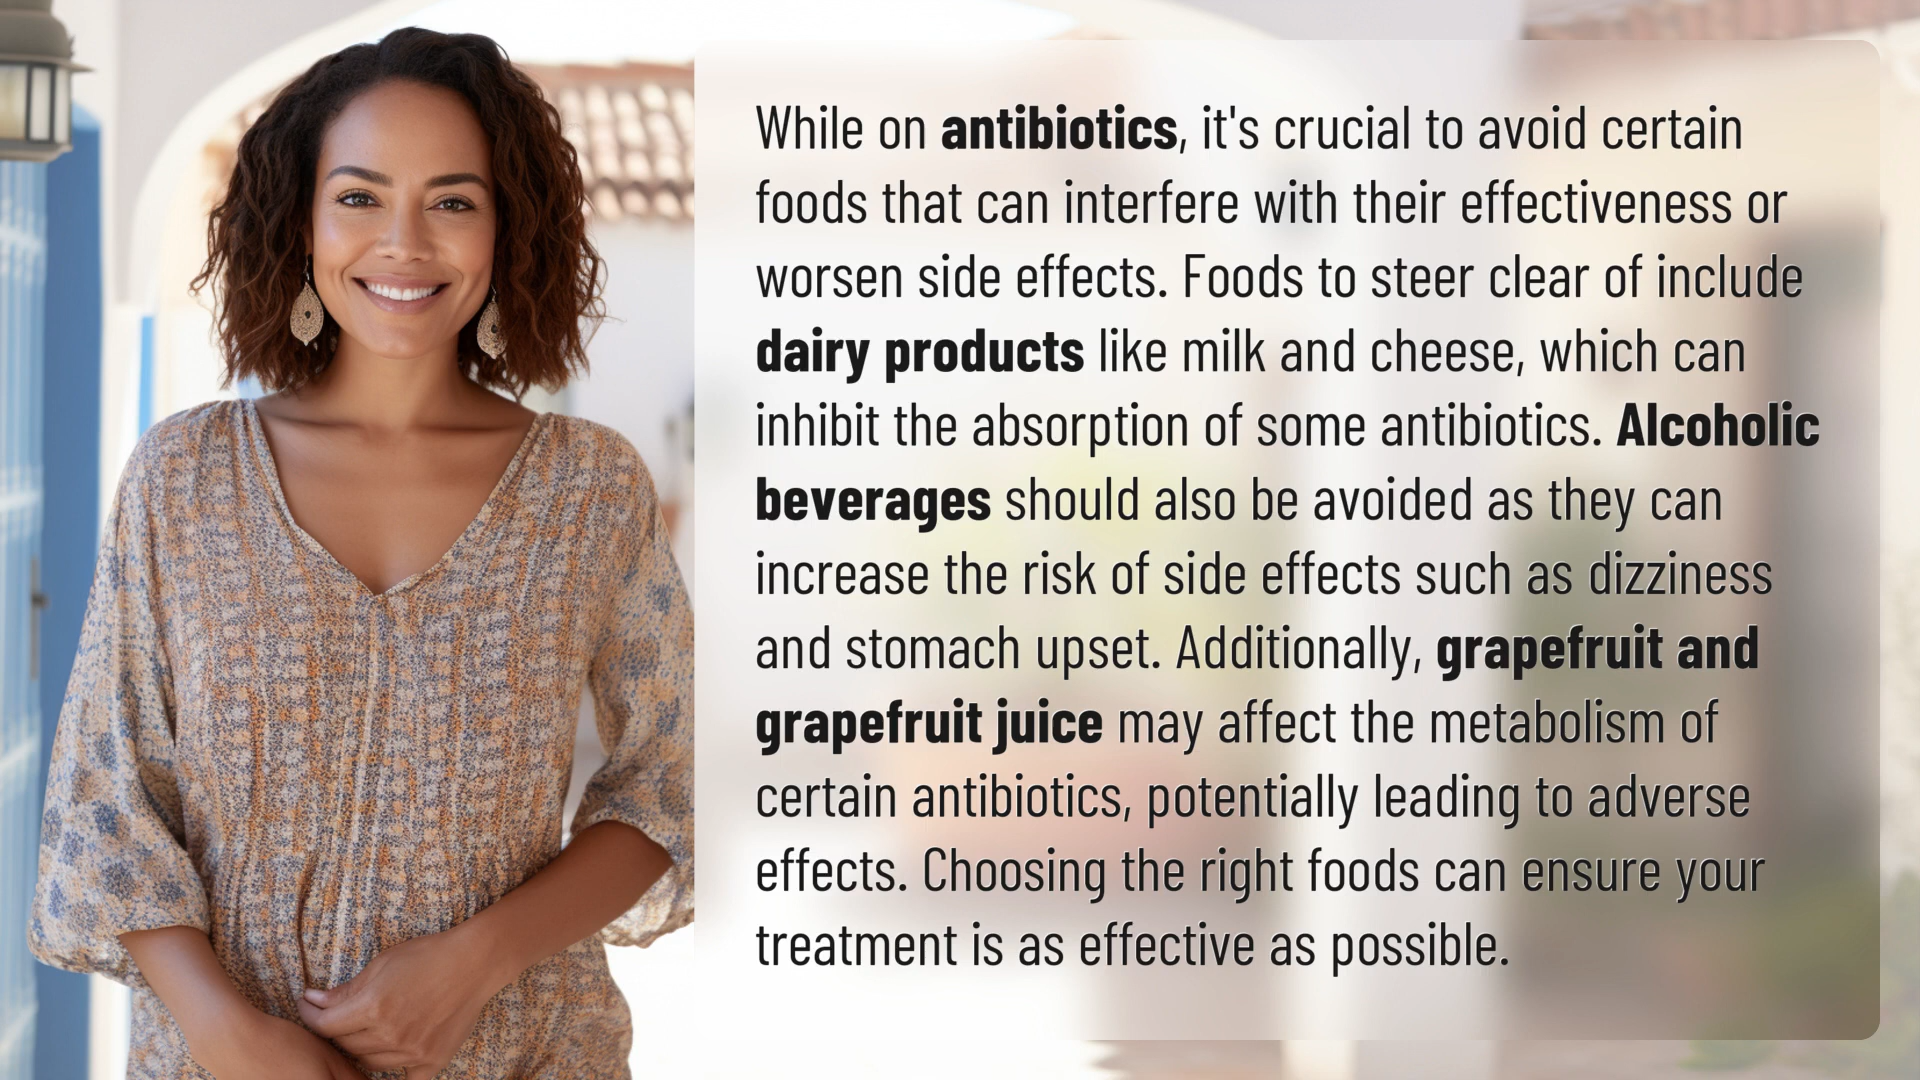 While on antibiotics, it's crucial to avoid certain
foods that can interfere with their effectiveness or
worsen side effects. Foods to steer clear of include
dairy products like milk and cheese, which can
inhibit the absorption of some antibiotics. Alcoholic
beverages should also be avoided as they can
increase the risk of side effects such as dizziness
and stomach upset. Additionally, grapefruit and
grapefruit juice may affect the metabolism of
certain antibiotics, potentially leading to adverse
effects. Choosing the right foods can ensure your
treatment is as effective as possible.